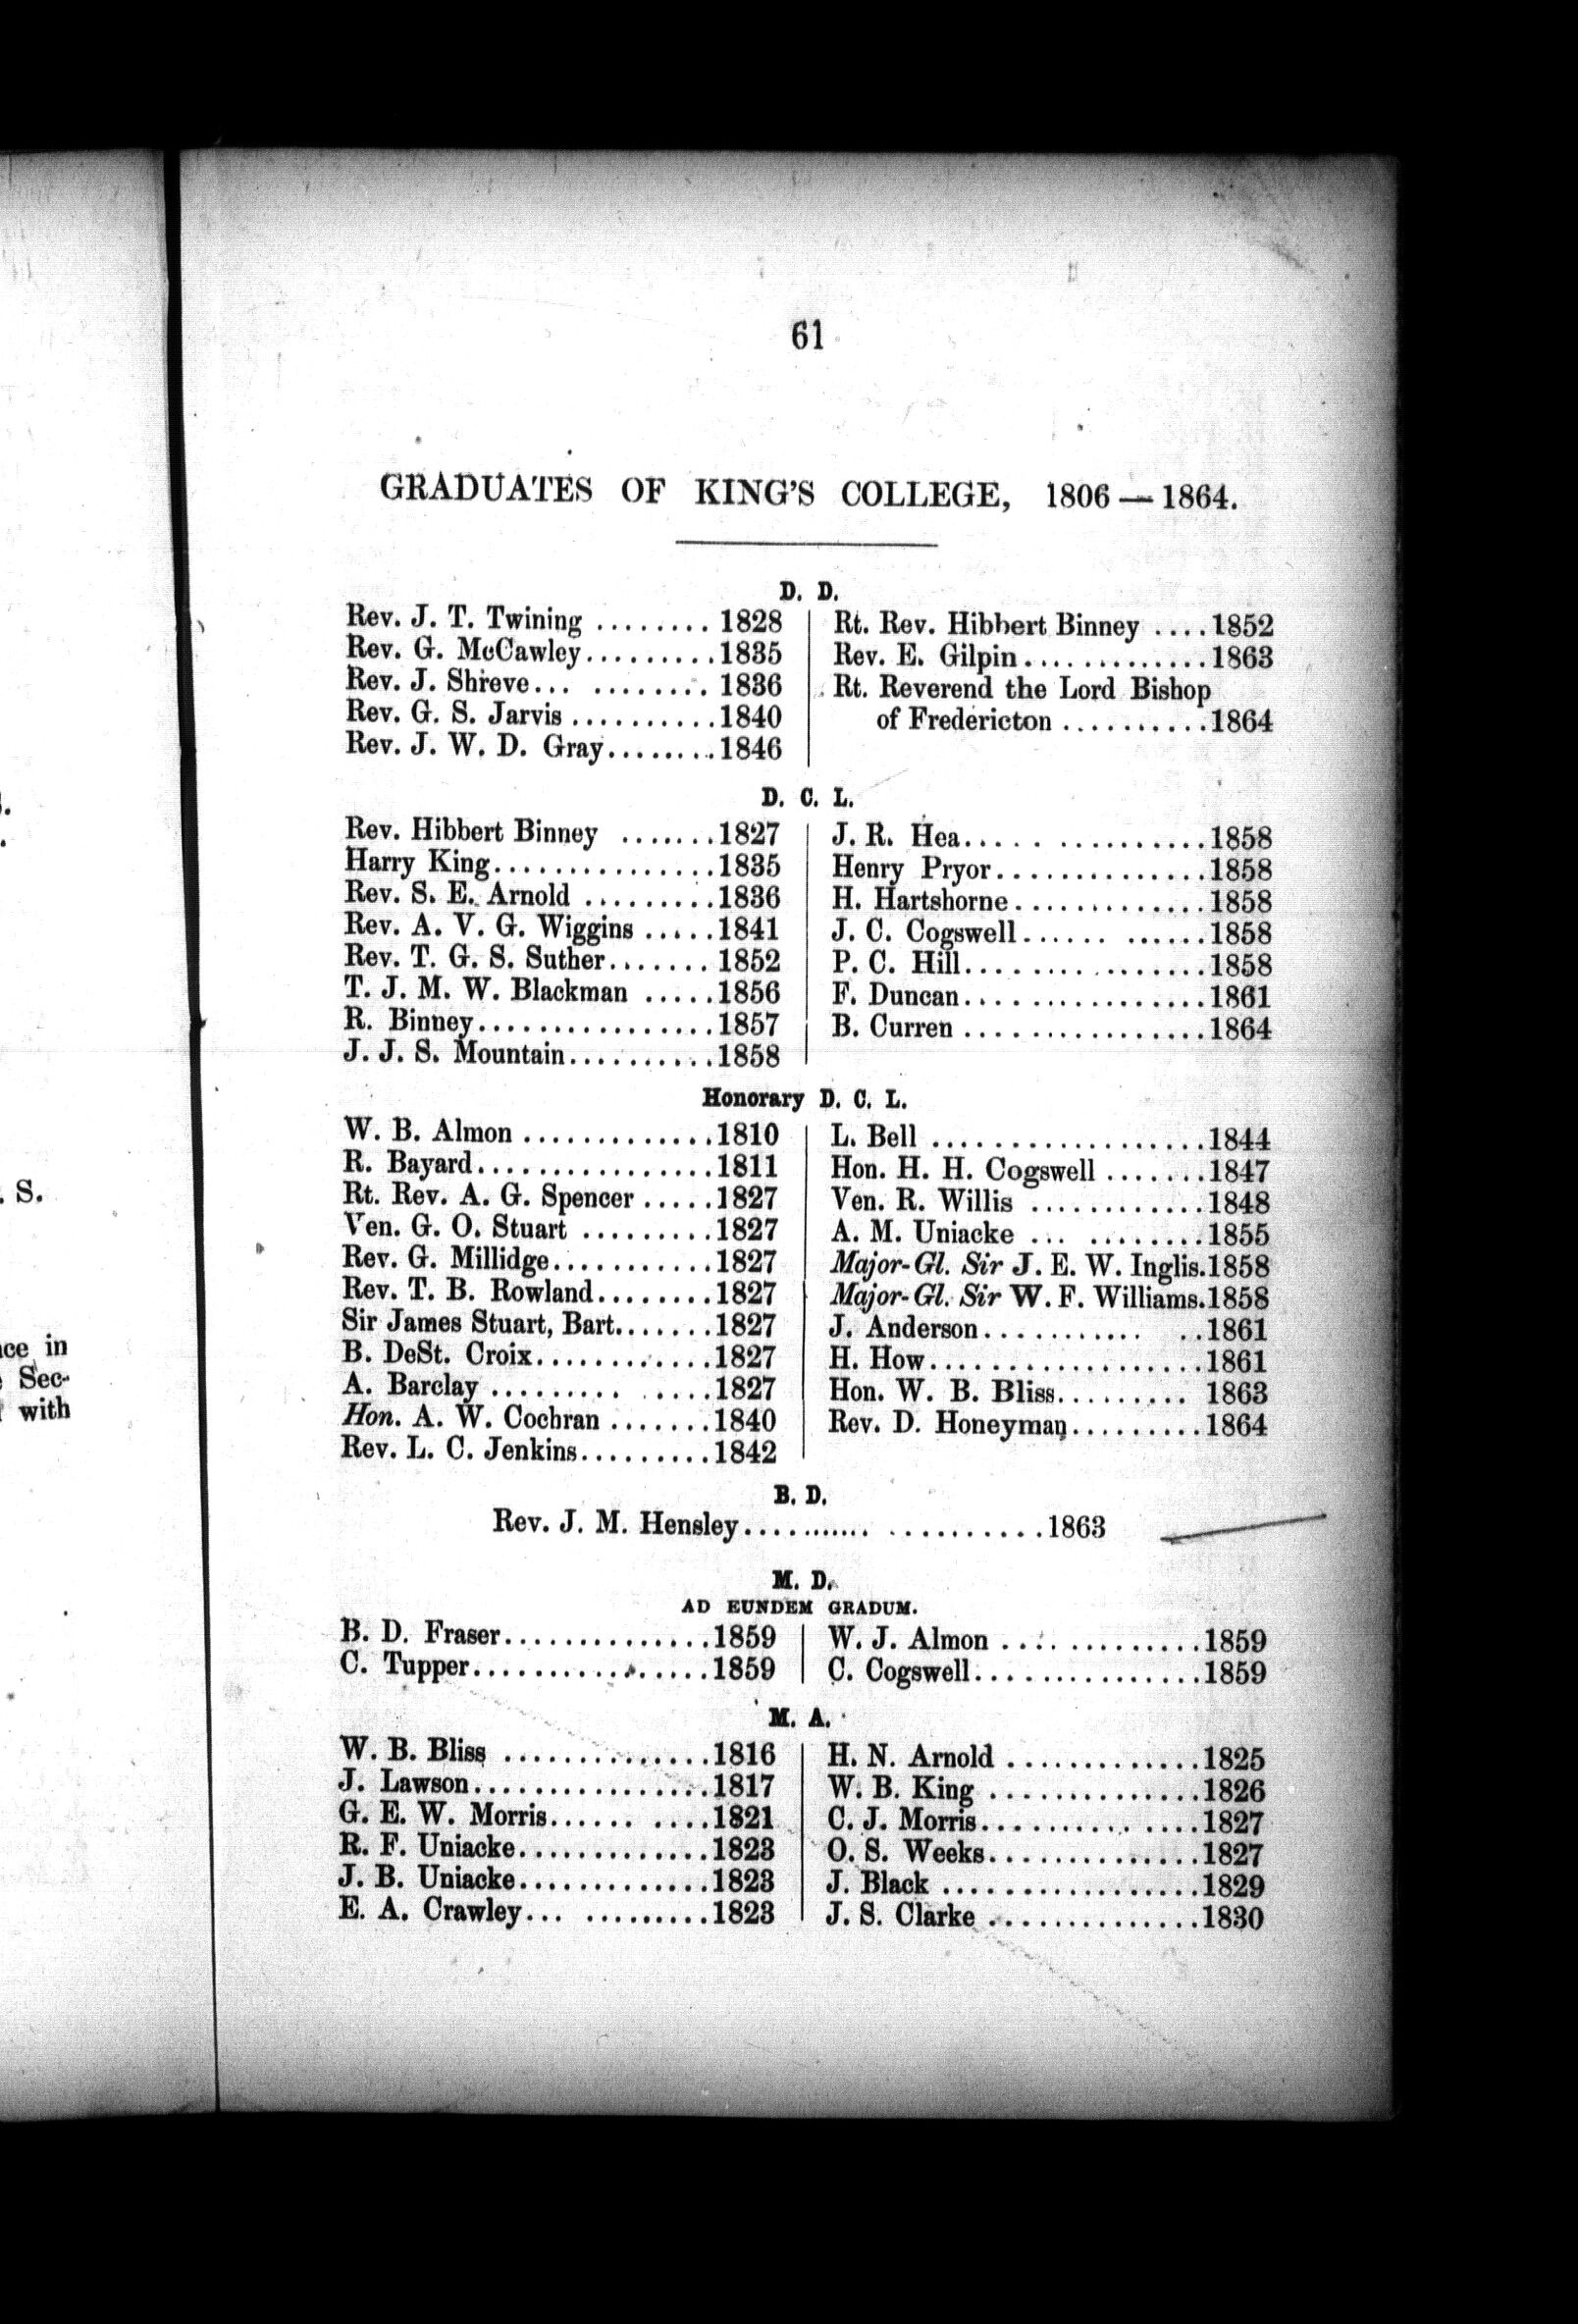 61
GRADUATES OF KING'S COLLEGE, 1806 — 1864.
D. D.
Rev. J. T. Twining ........ 1828
Rev. G. McCawley.........1835
Rev. J. Shreve... ........ 1836
Rev. G. S. Jarvis ..........1840
Rev. J. W. D. Gray........1846
Rt. Rev. Hibbert Binney ....1852
Rev. E. Gilpin.............1863
Rt. Reverend the Lord Bishop
of Fredericton ..........1864
D. C. L.
Rev. Hibbert Binney .......1827
Harry King...............1835
Rev. S. E. Arnold .........1836
Rev. A. V. G. Wiggins .....1841
Rev. T. G. S. Suther....... 1852
T. J. M. W. Blackman .....1856
R. Binney................1857
J. J. S. Mountain..........1858
J. R. Hea..... ..........1858
Henry Pryor..............1858
H. Hartshorne.............1858
J. C. Cogswell...... ......1858
P. C. Hill................1858
F. Duncan................1861
B. Curren ................1864
Honorary D. C. L.
W. B. Almon .............1810
R. Bayard................1811
Rt. Rev. A. G. Spencer .....1827
Ven. G. O. Stuart .........1827
Rev. G. Millidge...........1827
Rev. T. B. Rowland........1827
Sir James Stuart, Bart.......1827
B. DeSt. Croix............1827
A. Barclay ......... .....1827
Hon. A. W. Cochran .......1840
Rev. L. C. Jenkins.........1842
L. Bell ..................1844
Hon. H. H. Cogswell .......1847
Ven. R. Willis ............1848
A. M. Uniacke ... ........1855
Major-Gl. Sir J. E. W. Inglis.1858
Major-Gl. Sir W. F. Williams.1858
J. Anderson........... ..1861
H. How..................1861
Hon. W. B. Bliss......... 1863
Rev. D. Honeyman.........1864
B. D.
Rev. J. M. Hensley........... ..........1863
M. D.
AD EUNDEM GRADUM.
B. D. Fraser..............1859
C. Tupper................1859
W. J. Almon .............1859
C. Cogswell...............1859
M. A.
W. B. Bliss ..............1816
J. Lawson................1817
G. E. W. Morris...... ....1821
R. F. Uniacke.............1823
J. B. Uniacke.............1823
E. A. Crawley... .........1823
H. N. Arnold .............1825
W. B. King ..............1826
C. J. Morris.......... ....1827
O. S. Weeks..............1827
J. Black .................1829
J. S. Clarke ..............1830
S.
in
Sec-
with